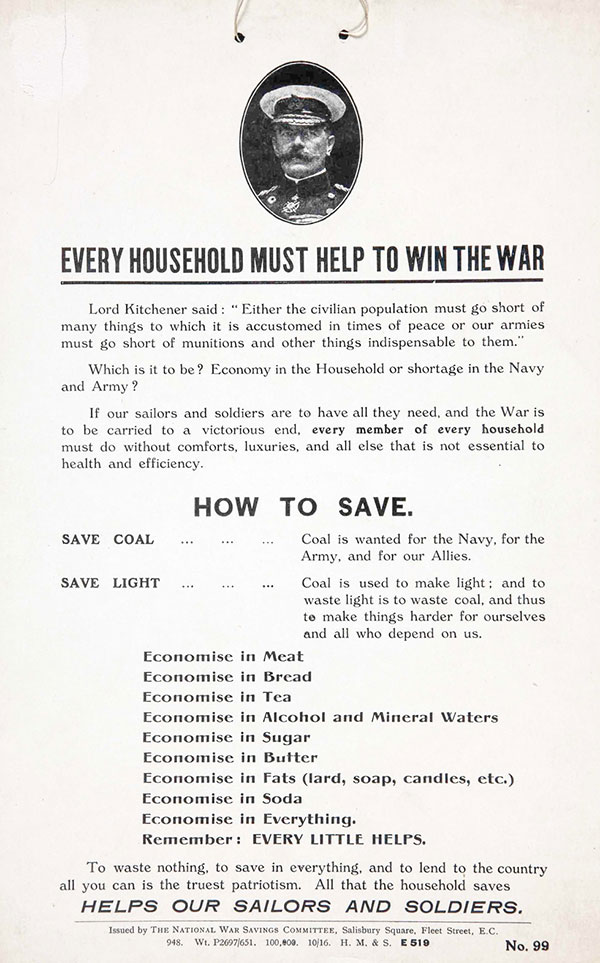 EVERY HOUSEHOLD MUST HELP TO WIN THE WAR
Lord Kitchener said : " Either the civilian population must go short of
many things to which it is accustomed in times of peace or our armies
must go short of munitions and other things indispensable to them."
Which is it to be? Economy in the Household or shortage in the Navy
and Army?
If our sailors and soldiers are to have all they need, and the War is
to be carried to a victorious end, every member of every household
must do without comforts, luxuries, and all else that is not essential to
health and efficiency.
HOW TO SAVE.
SAVE COAL ... ... ... Coal is wanted for the Navy, for the
Army, and for our Allies.
SAVE LIGHT ... ... ... Coal is used to make light; and to
waste light is to waste coal, and thus
to make things harder for ourselves
and all who depend on us.
Economise in Meat
Economise in Bread
Economise in Tea
Economise in Alcohol and Mineral Waters
Economise in Sugar
Economise in Butter
Economise in Fats (lard, soap, candles, etc.)
Economise in Soda
Economise in Everything.
Remember: EVERY LITTLE HELPS.
To waste nothing, to save in everything, and to lend to the country
all you can is the truest patriotism. All that the household saves
HELPS OUR SAILORS AND SOLDIERS.
Issued by THE NATIONAL WAR SAVINGS COMMITTEE, Salisbury Square, Fleet Street, E.C.
948. Wt. P2697/651. 100,000. 10/16. H. M. & S. E 519
No. 99